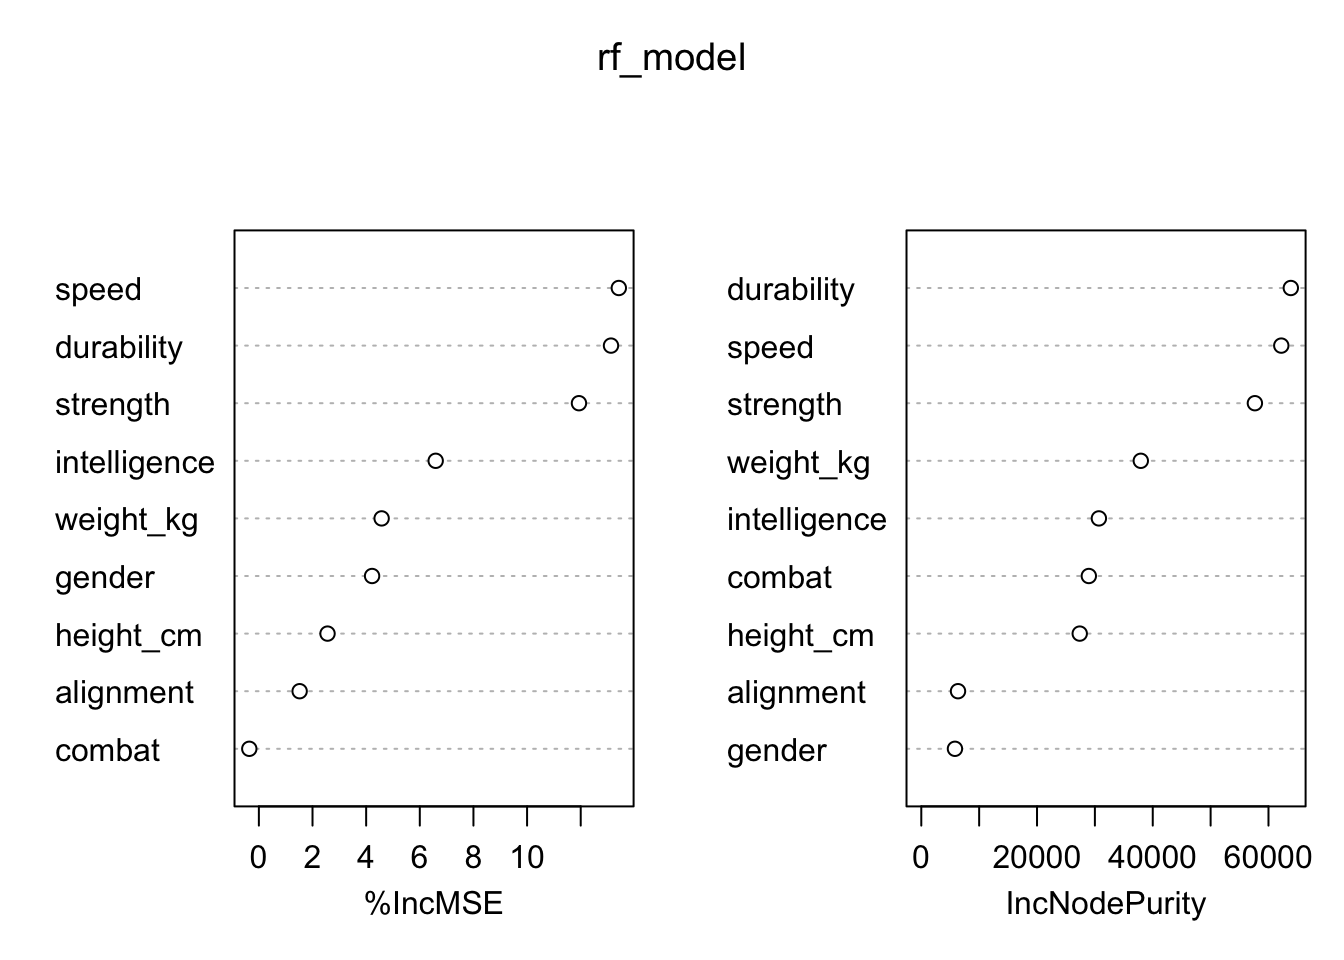 rf_model
speed
durability
strength
intelligence
weight_kg
gender
height_cm
alignment
combat
0 2 4 6 8 10
%IncMSE
durability
speed
strength
weight_kg
intelligence
combat
height_cm
alignment
gender
0 20000 40000 60000
IncNodePurity